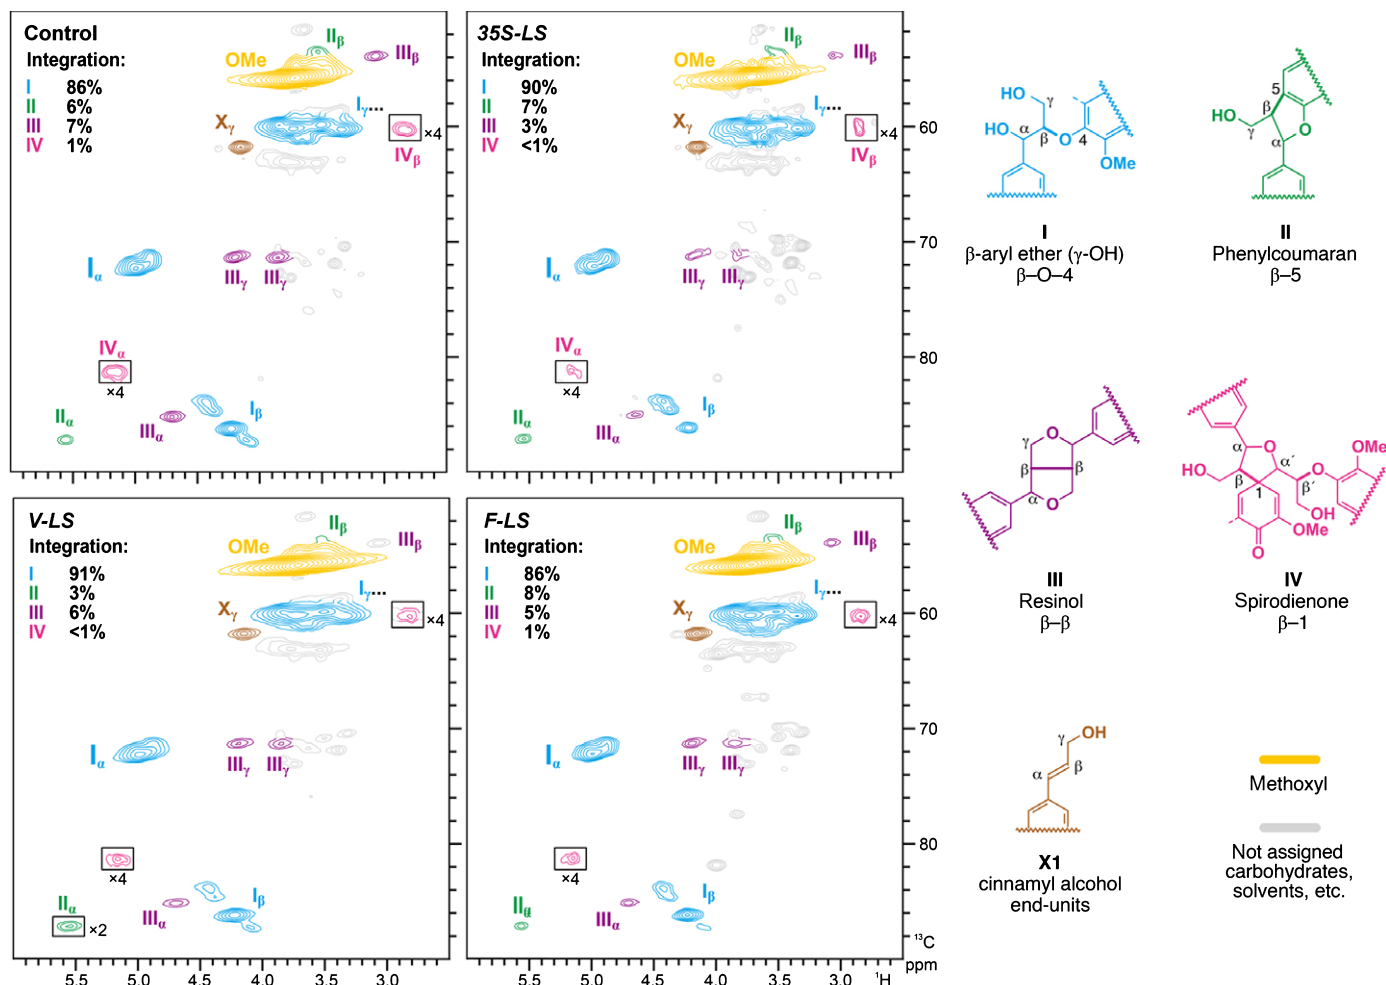 Control
Integration:
I 86%
II 6%
III 7%
IV 1%
OMe
IIβ
IIIβ
Iγ...
Xγ
×4
IVβ
Iα
IIIγ IIIγ
IVα
×4
IIα
IIIα
Iβ
35S-LS
Integration:
I 90%
II 7%
III 3%
IV <1%
OMe
IIβ
IIIβ
Iγ...
Xγ
×4
IVβ
Iα
IIIγ IIIγ
IVα
×4
IIα
IIIα
Iβ
60
70
80
V-LS
Integration:
I 91%
II 3%
III 6%
IV <1%
OMe
IIβ
IIIβ
Iγ...
Xγ
×4
Iα
IIIγ IIIγ
×4
IIα
×2
IIIα
Iβ
5.5 5.0 4.5 4.0 3.5 3.0
F-LS
Integration:
I 86%
II 8%
III 5%
IV 1%
OMe
IIβ
IIIβ
Iγ...
Xγ
×4
Iα
IIIγ IIIγ
×4
IIα
IIIα
Iβ
60
70
80
13C
ppm
5.5 5.0 4.5 4.0 3.5 3.0 1H
HO γ
HO α
β O 4
OMe
I
β-aryl ether (γ-OH)
β–O–4
5
β
HO
γ
α O
II
Phenylcoumaran
β–5
γ O
β β
α O
III
Resinol
β–β
α O α´
OMe
HO
β 1 β´ O
OH
OMe
O
IV
Spirodienone
β–1
γ OH
α β
X1
cinnamyl alcohol
end-units
Methoxyl
Not assigned
carbohydrates,
solvents, etc.